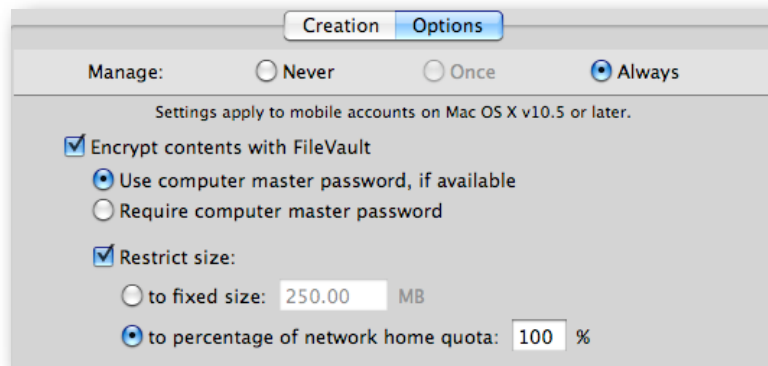 Creation Options
Manage: Never Once Always
Settings apply to mobile accounts on Mac OS X v10.5 or later.
Encrypt contents with FileVault
Use computer master password, if available
Require computer master password
Restrict size:
to fixed size: 250.00 MB
to percentage of network home quota: 100 %